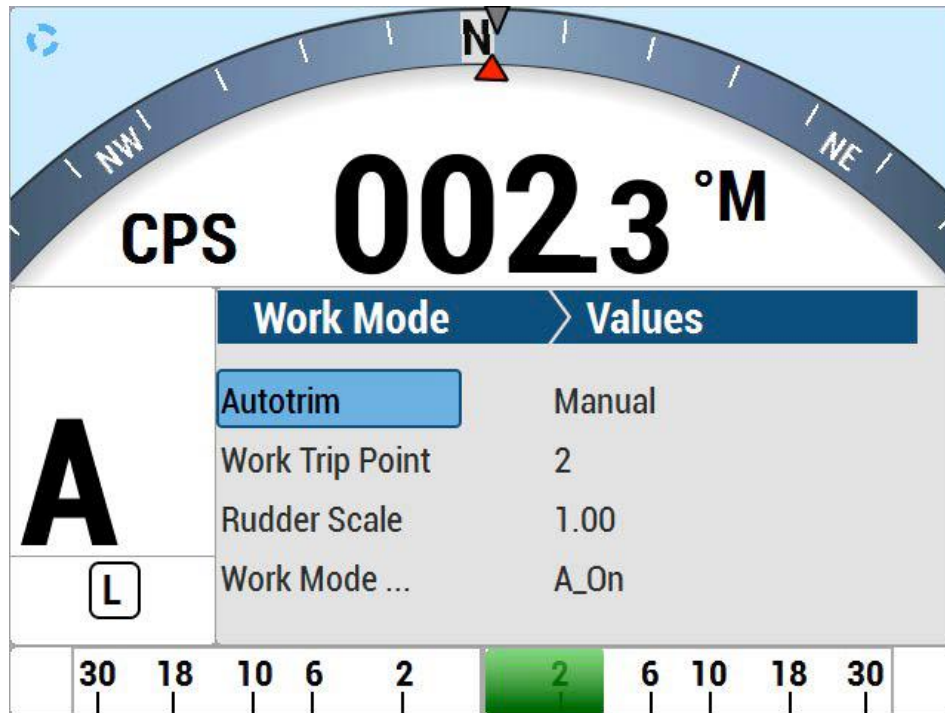 N
NW
NE
CPS 002.3 °M
Work Mode Values
Autotrim Manual
Work Trip Point 2
A
Rudder Scale 1.00
L
Work Mode ... A_On
30 18 10 6 2 2 6 10 18 30